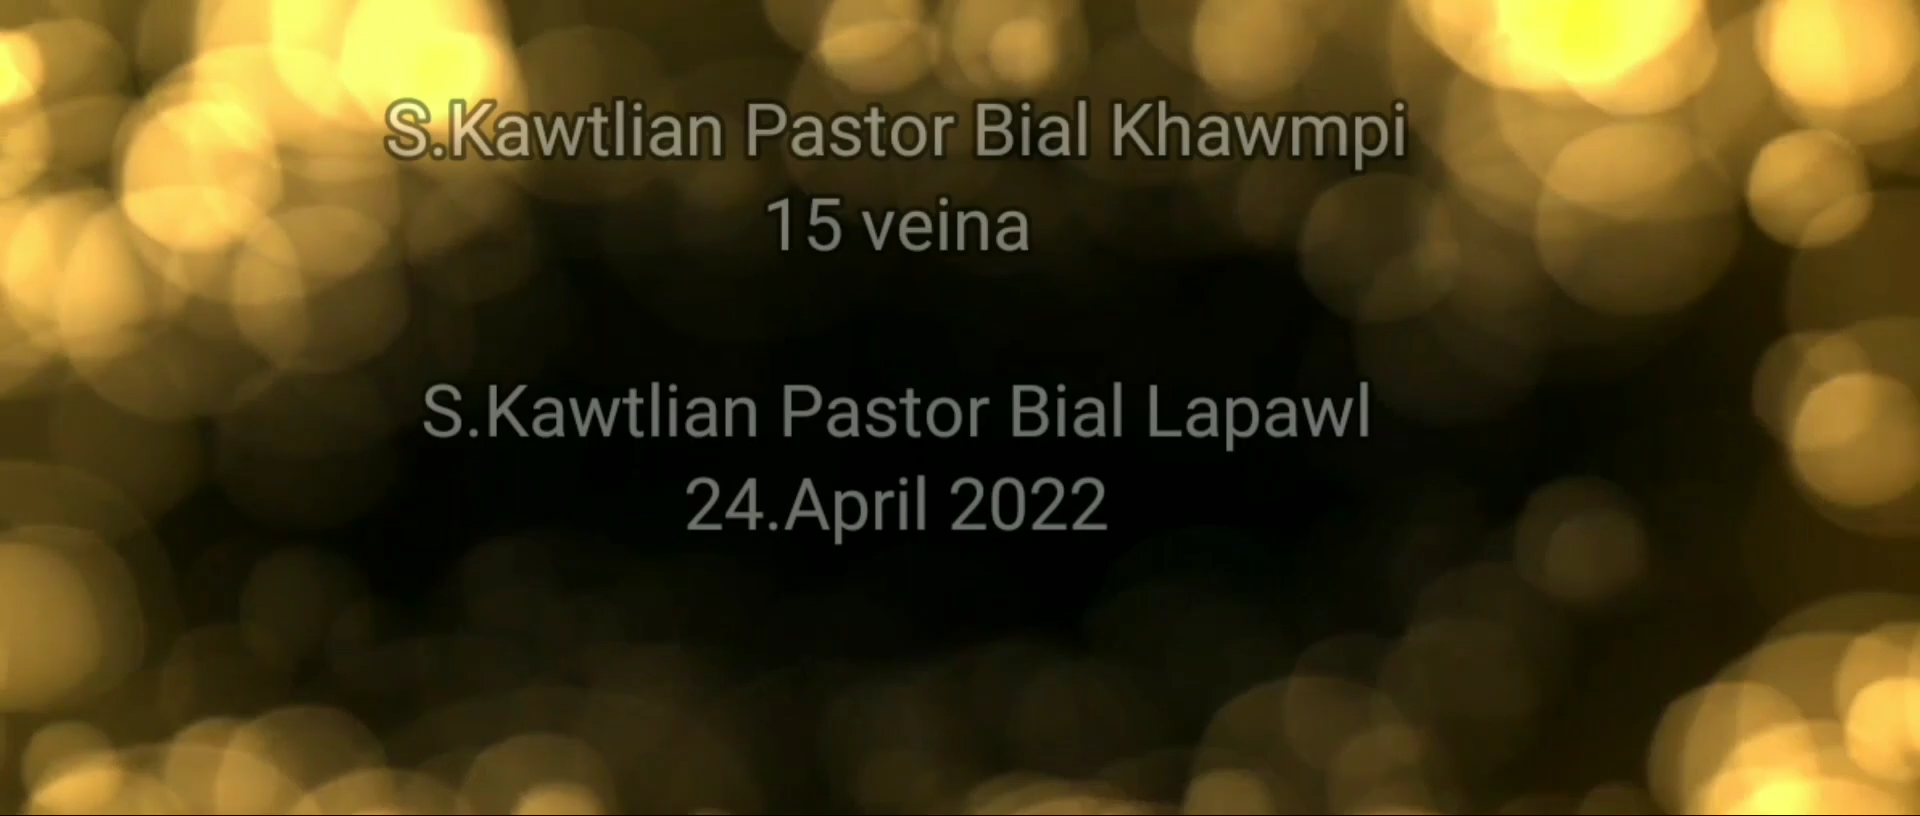 S.Kawtlian Pastor Bial Khawmpi
15 veina
S.Kawtlian Pastor Bial Lapawl
24.April 2022